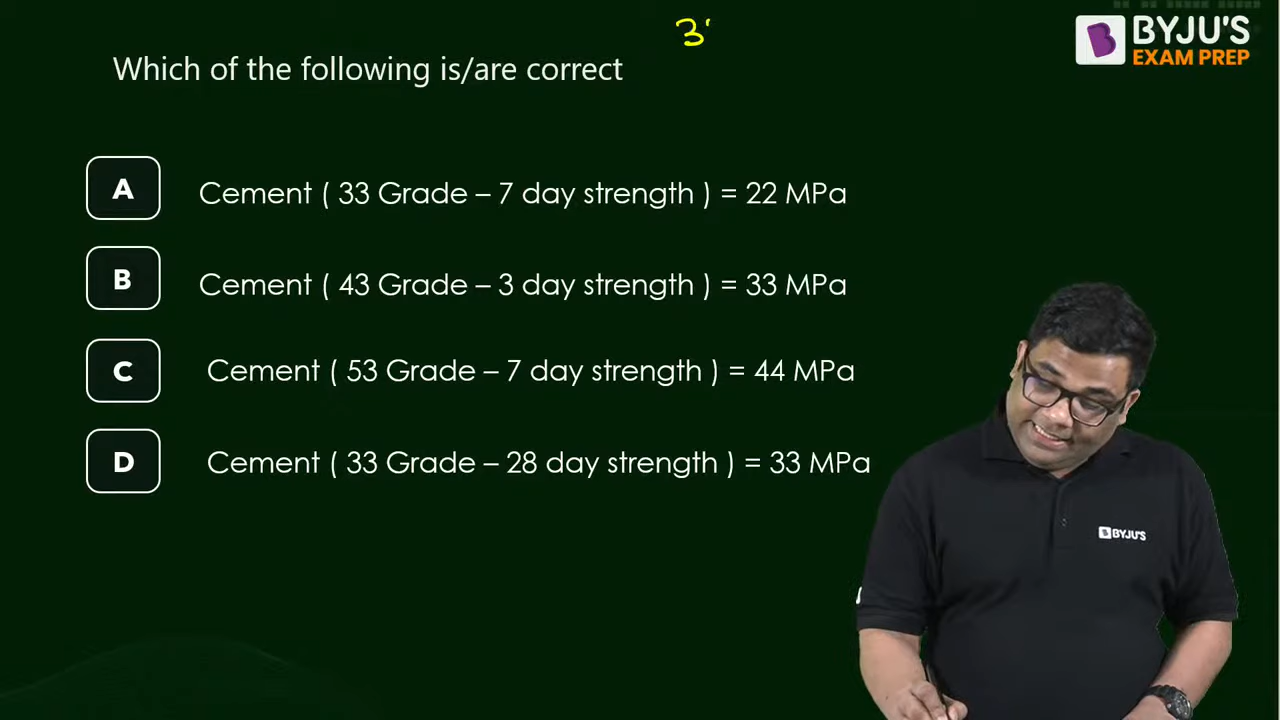 3
BYJU'S
EXAM PREP
Which of the following is/are correct
A
Cement ( 33 Grade – 7 day strength ) = 22 MPa
B
Cement ( 43 Grade – 3 day strength ) = 33 MPa
C
Cement ( 53 Grade – 7 day strength ) = 44 MPa
D
Cement ( 33 Grade – 28 day strength ) = 33 MPa
BYJU'S